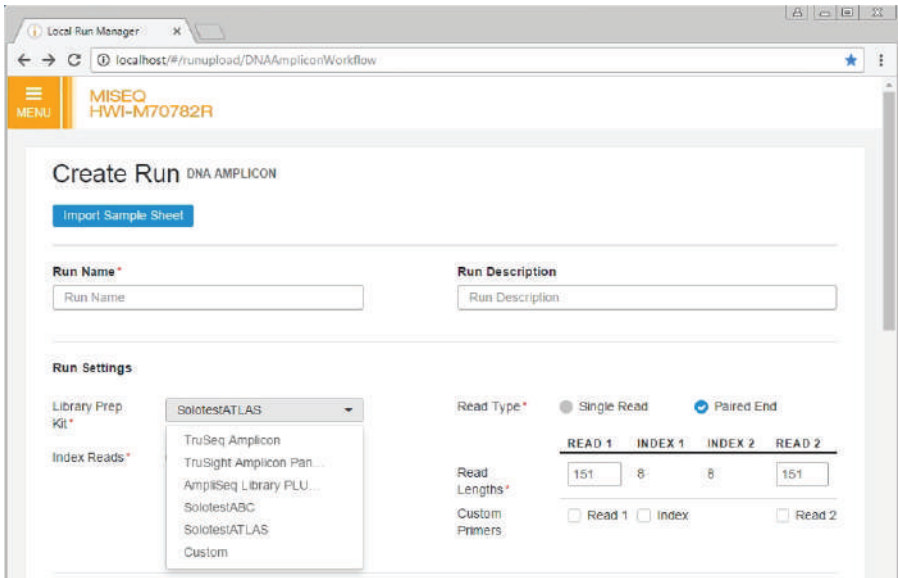 Local Run Manager
localhost/#/runupload/DNAAmpliconWorkflow
MENU
MISEQ
HWI-M70782R
Create Run DNA AMPLICON
Import Sample Sheet
Run Name*
Run Description
Run Name
Run Description
Run Settings
Library Prep
Kit*
SolotestATLAS
Read Type*
Single Read
Paired End
TruSeq Amplicon
TruSight Amplicon Pan...
AmpliSeq Library PLU...
SolotestABC
SolotestATLAS
Custom
Index Reads*
READ 1 INDEX 1 INDEX 2 READ 2
Read
Lengths*
151 8 8 151
Custom
Primers
Read 1 Index Read 2